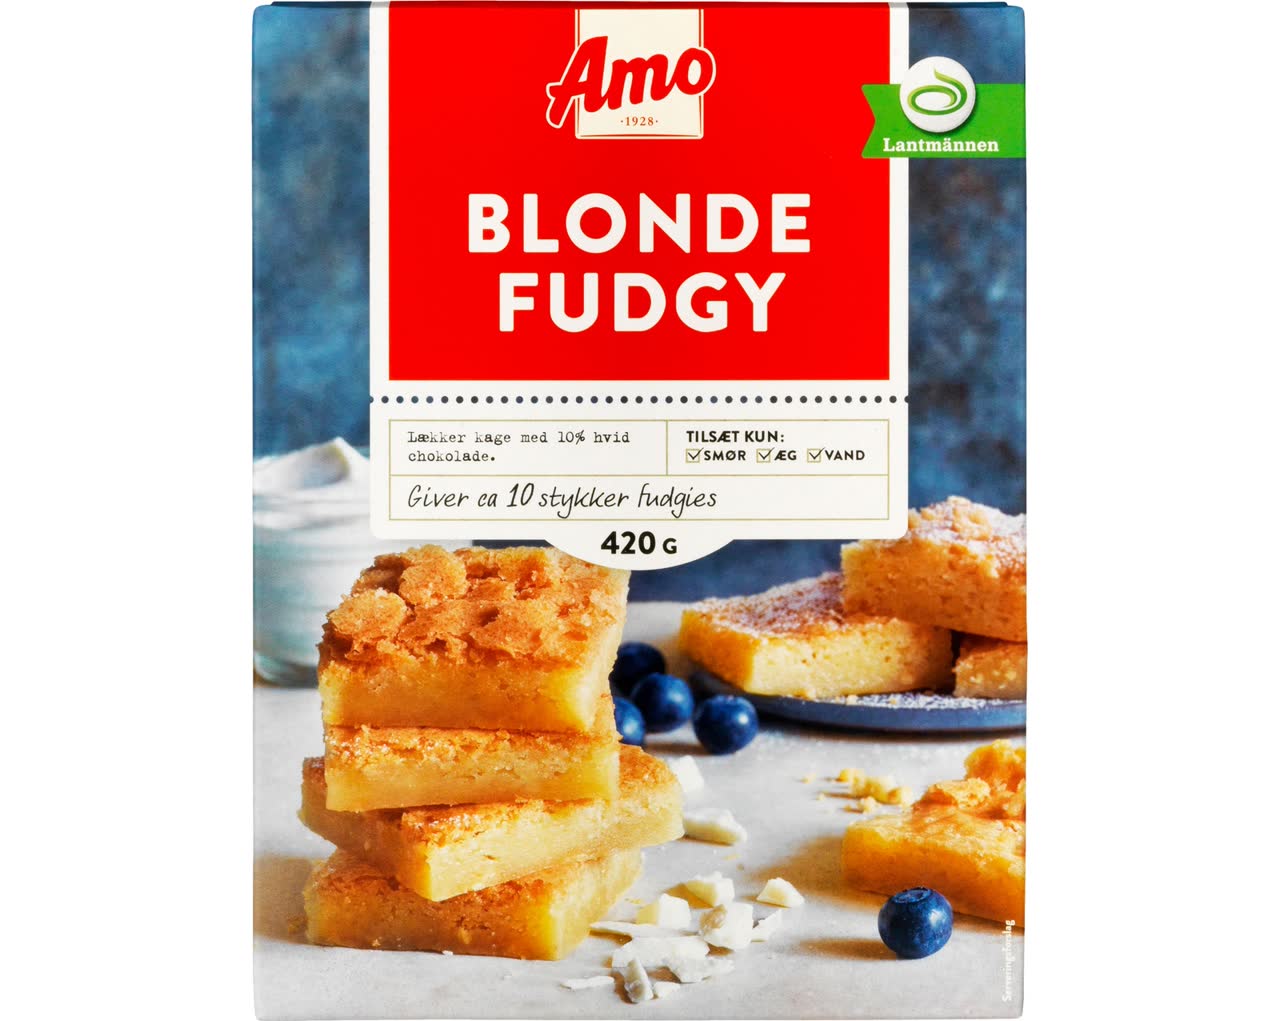 Amo
·1928·
Lantmännen
BLONDE
FUDGY
Lækker kage med 10% hvid
chokolade.
TILSÆT KUN:
SMØR ÆG VAND
Giver ca 10 stykker fudgies
420 G
Serveringsforslag